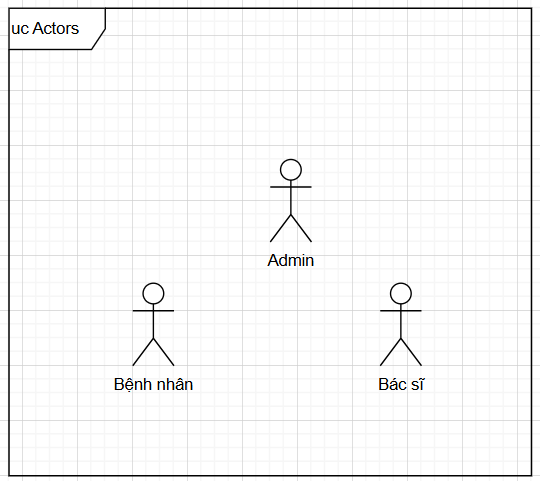 uc Actors
Admin
Bệnh nhân
Bác sĩ